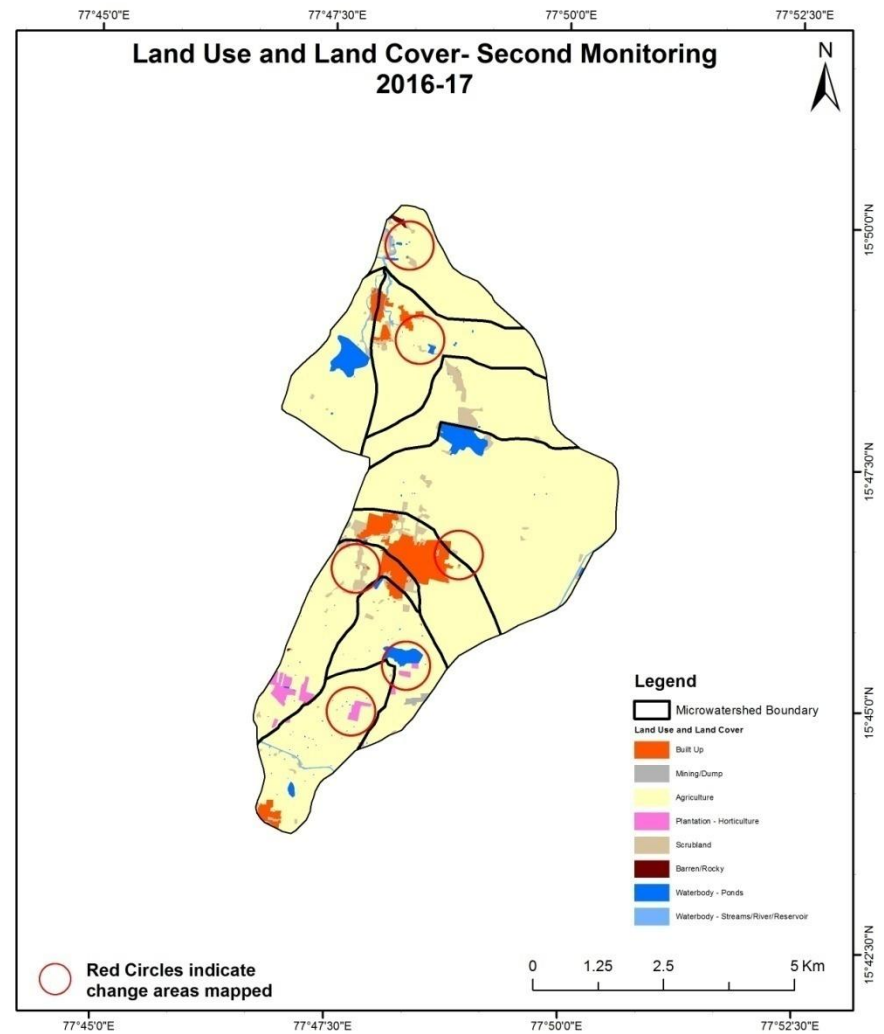 77°45'0"E 77°47'30"E 77°50'0"E 77°52'30"E
Land Use and Land Cover- Second Monitoring
2016-17
N
15°50'0"N
15°47'30"N
15°45'0"N
15°42'30"N
Legend
Microwatershed Boundary
Land Use and Land Cover
Built Up
Mining/Dump
Agriculture
Plantation - Horticulture
Scrubland
Barren/Rocky
Waterbody - Ponds
Waterbody - Streams/River/Reservoir
Red Circles indicate
change areas mapped
0 1.25 2.5 5 Km
77°45'0"E 77°47'30"E 77°50'0"E 77°52'30"E